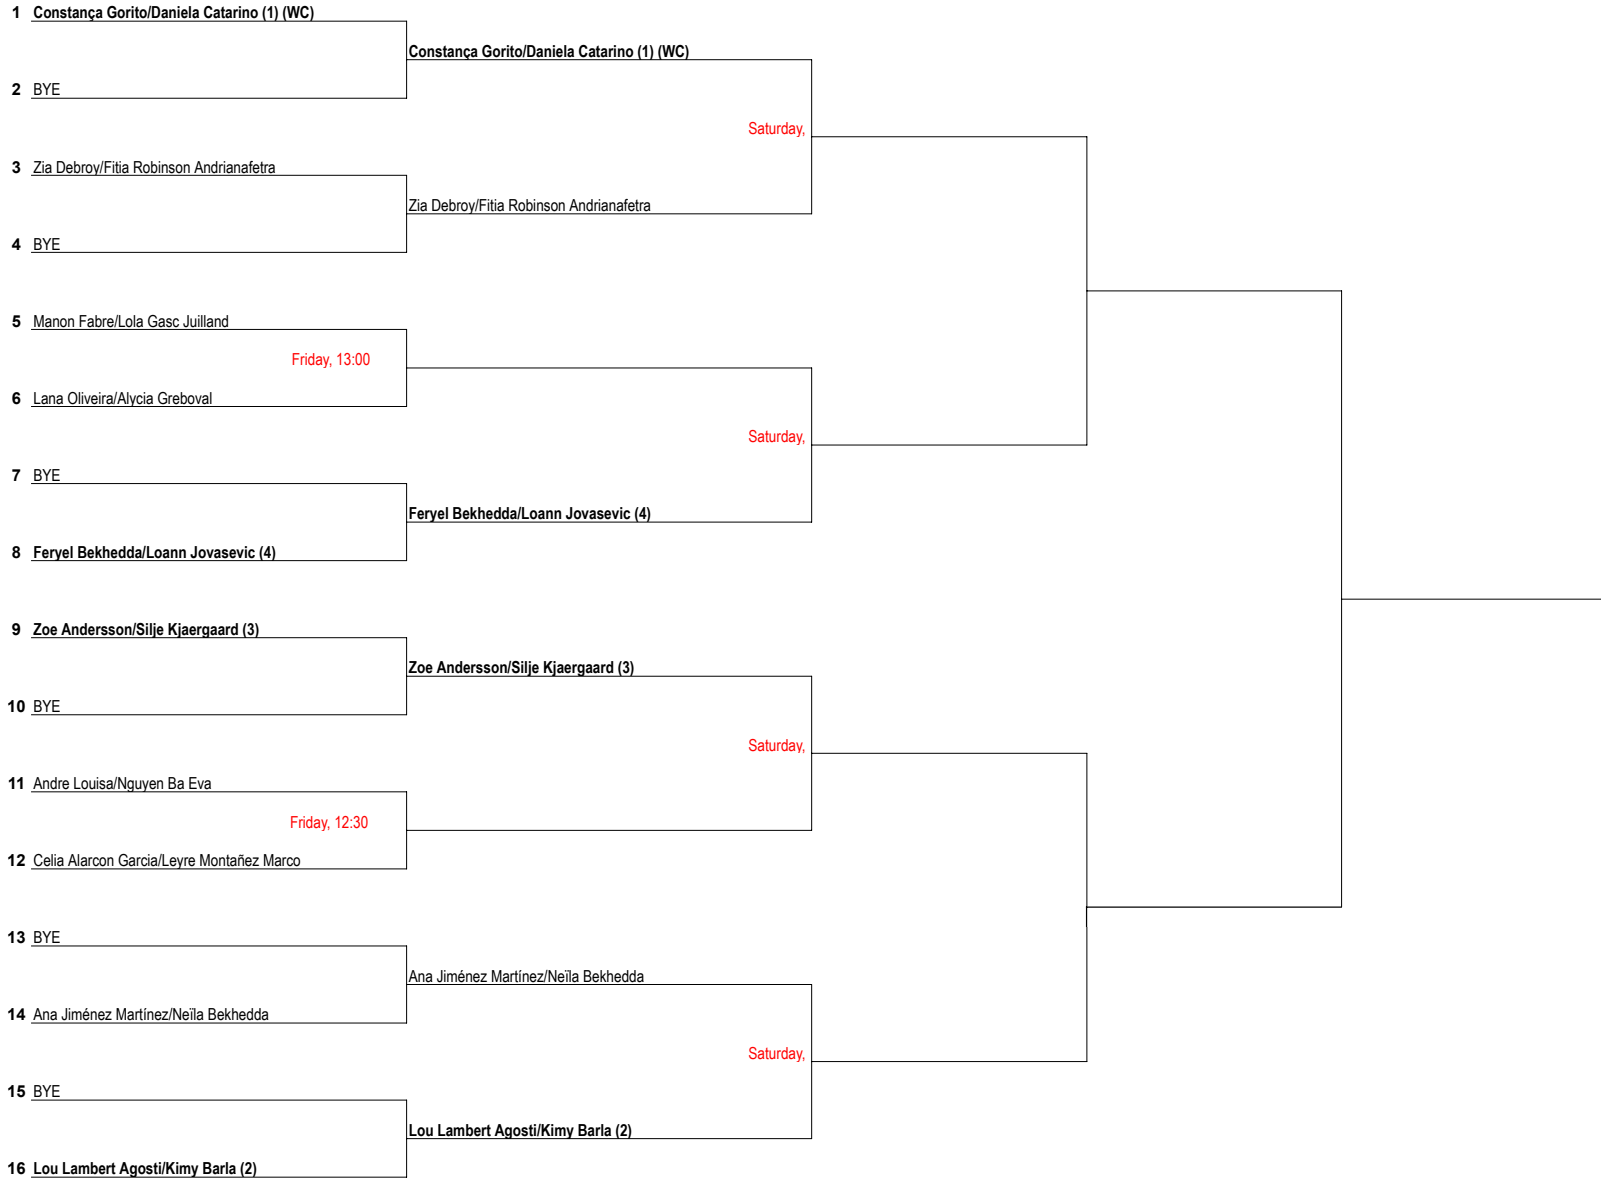 1 Constança Gorito/Daniela Catarino (1) (WC)
Constança Gorito/Daniela Catarino (1) (WC)
2 BYE
Saturday,
3 Zia Debroy/Fitia Robinson Andrianafetra
Zia Debroy/Fitia Robinson Andrianafetra
4 BYE
5 Manon Fabre/Lola Gasc Juilland
Friday, 13:00
6 Lana Oliveira/Alycia Greboval
Saturday,
7 BYE
Feryel Bekhedda/Loann Jovasevic (4)
8 Feryel Bekhedda/Loann Jovasevic (4)
9 Zoe Andersson/Silje Kjaergaard (3)
Zoe Andersson/Silje Kjaergaard (3)
10 BYE
Saturday,
11 Andre Louisa/Nguyen Ba Eva
Friday, 12:30
12 Celia Alarcon Garcia/Leyre Montañez Marco
13 BYE
Ana Jiménez Martínez/Neïla Bekhedda
14 Ana Jiménez Martínez/Neïla Bekhedda
Saturday,
15 BYE
Lou Lambert Agosti/Kimy Barla (2)
16 Lou Lambert Agosti/Kimy Barla (2)